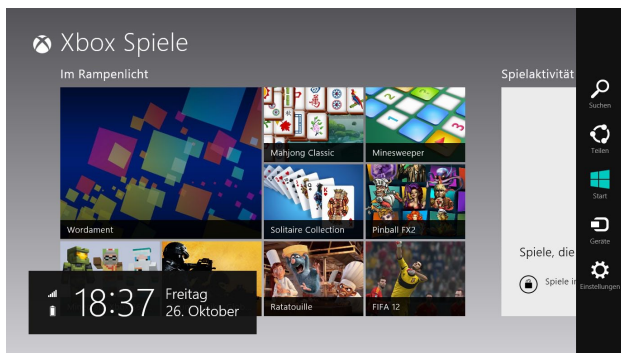 Xbox Spiele
Im Rampenlicht
Spielaktivität
Wordament
Mahjong Classic
Minesweeper
Solitaire Collection
Pinball FX2
Ratatouille
FIFA 12
Spiele, die
Spiele in
18:37
Freitag
26. Oktober
Suchen
Teilen
Start
Geräte
Einstellungen